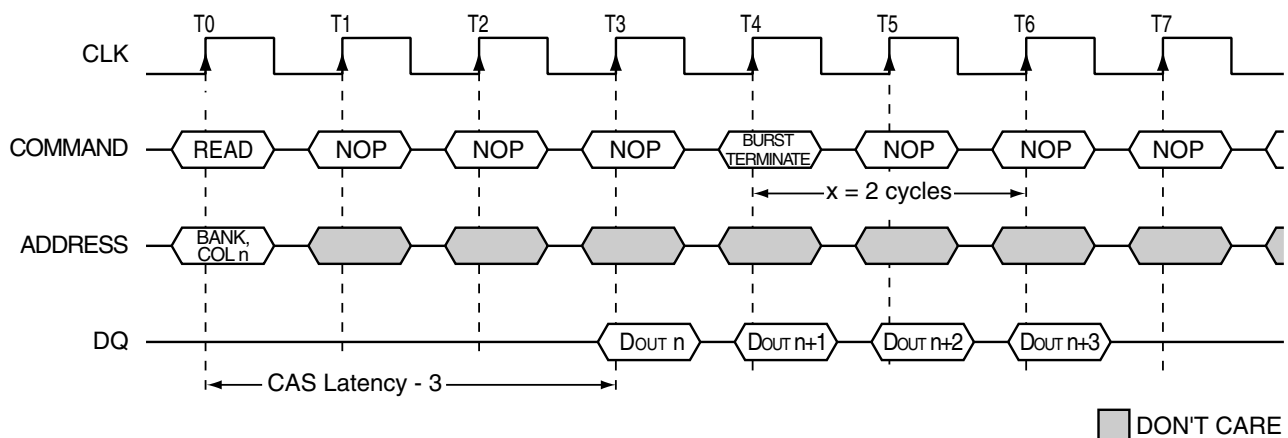 T0 T1 T2 T3 T4 T5 T6 T7
CLK
COMMAND READ NOP NOP NOP BURST TERMINATE NOP NOP NOP
x = 2 cycles
ADDRESS BANK, COL n
DQ DOUT n DOUT n+1 DOUT n+2 DOUT n+3
CAS Latency - 3
DON'T CARE